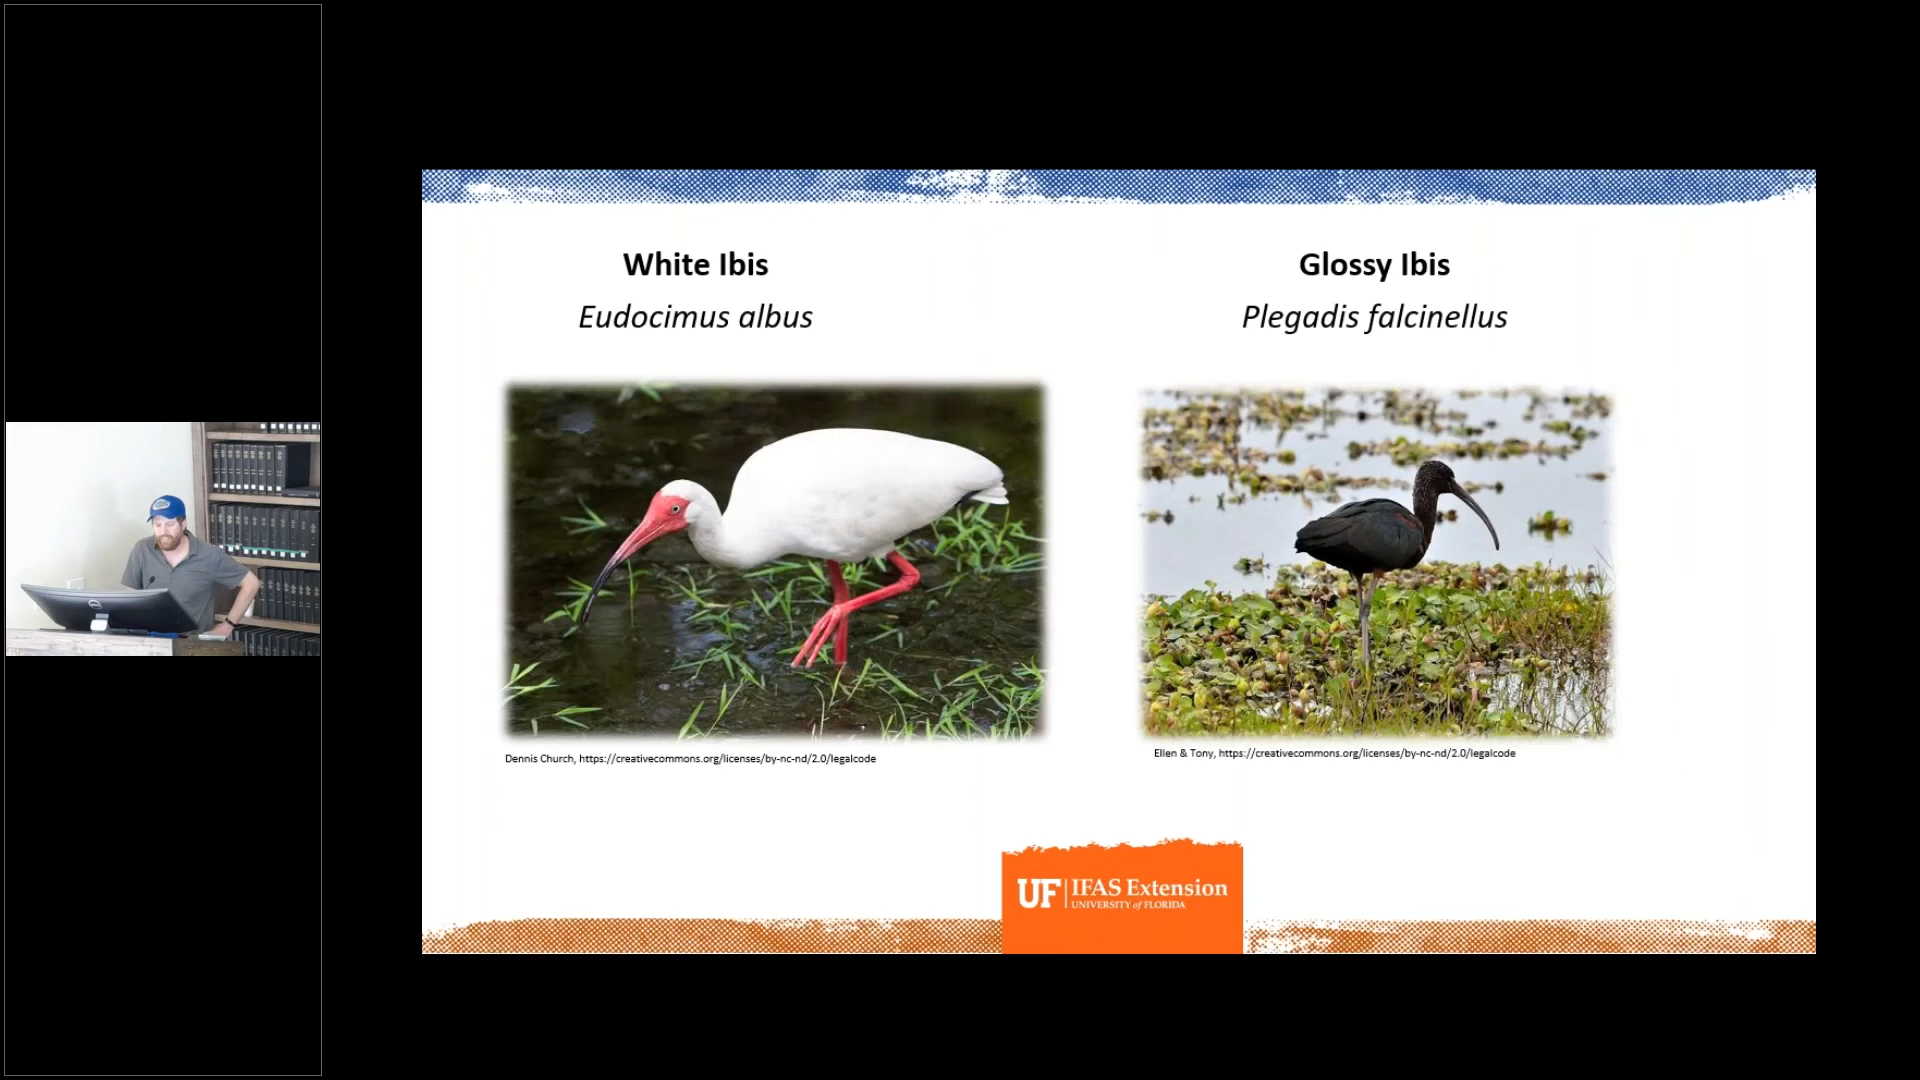 White Ibis
Eudocimus albus
Glossy Ibis
Plegadis falcinellus
Dennis Church, https://creativecommons.org/licenses/by-nc-nd/2.0/legalcode
Ellen & Tony, https://creativecommons.org/licenses/by-nc-nd/2.0/legalcode
UF IFAS Extension
UNIVERSITY of FLORIDA